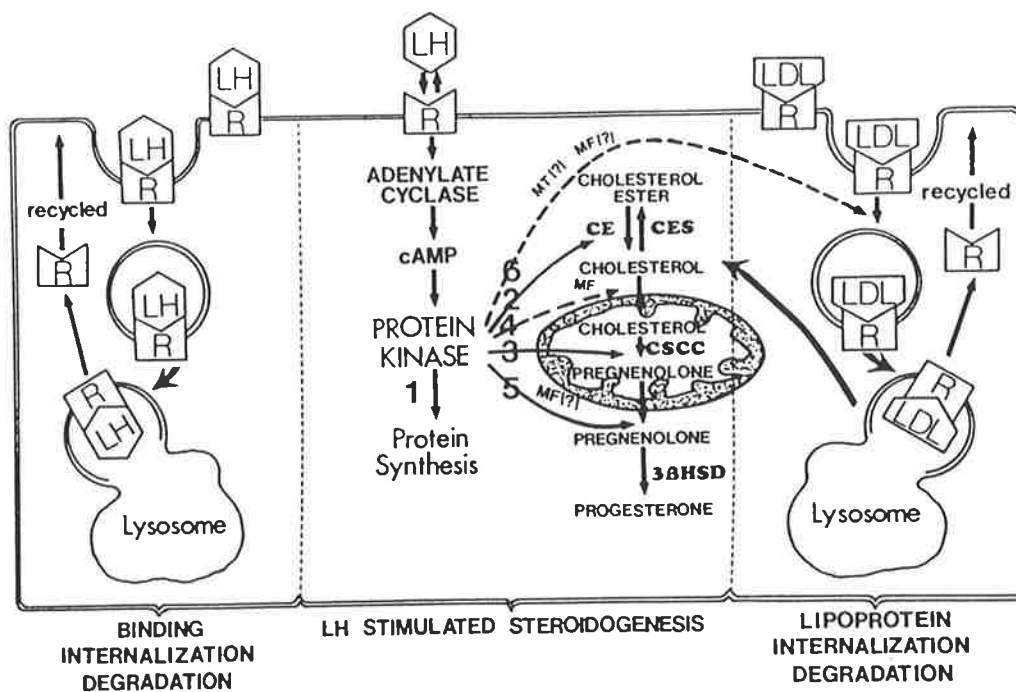 LH
R
LH
R
LH
R
LDL
R
LDL
R
recycled
R
LH
R
R
LH
Lysosome
ADENYLATE
CYCLASE
cAMP
PROTEIN
KINASE
1
Protein
Synthesis
6
2
4
3
5
MT(?) MF(?)
CHOLESTEROL
ESTER
CE
CES
CHOLESTEROL
MF
CHOLESTEROL
CSCC
PREGNENOLONE
MF(?)
PREGNENOLONE
3βHSD
PROGESTERONE
recycled
R
LDL
R
R
LDL
Lysosome
BINDING
INTERNALIZATION
DEGRADATION
LH STIMULATED STEROIDOGENESIS
LIPOPROTEIN
INTERNALIZATION
DEGRADATION